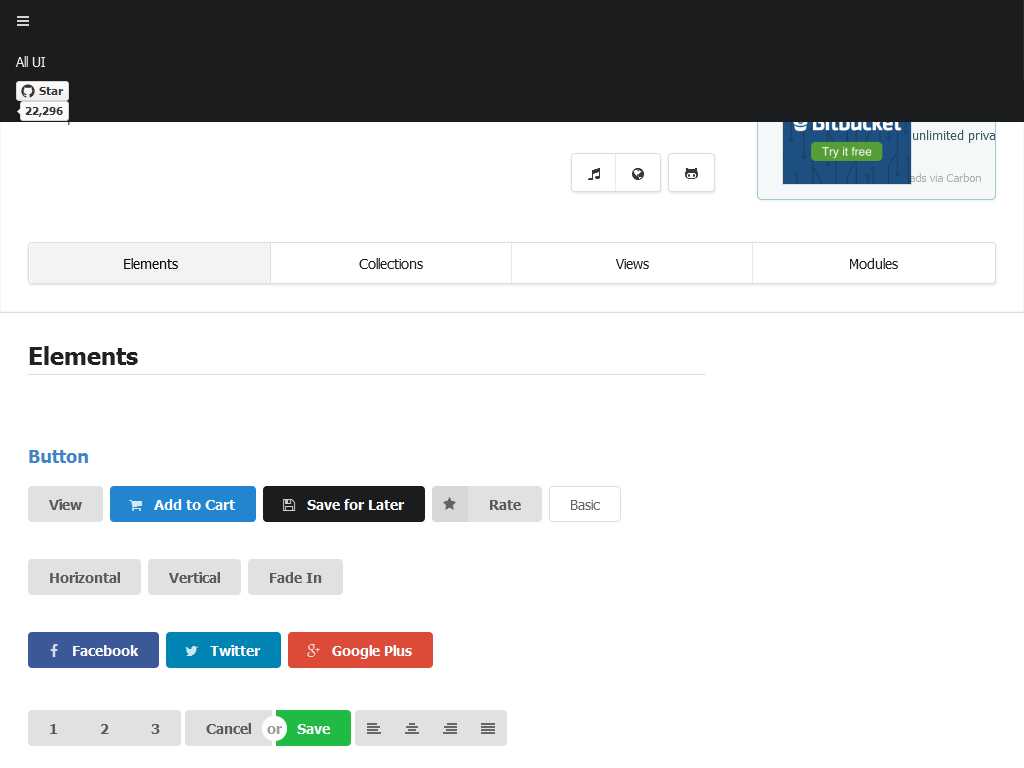 All UI
Star
22,296
Bitbucket
unlimited priva
Try it free
ads via Carbon
Elements Collections Views Modules
Elements
Button
View Add to Cart Save for Later Rate Basic
Horizontal Vertical Fade In
Facebook Twitter Google Plus
1 2 3 Cancel or Save